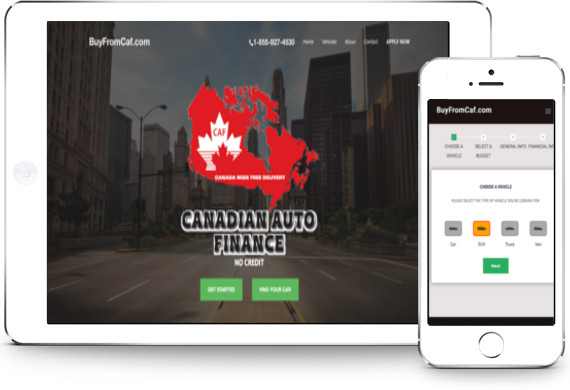 BuyFromCaf.com
1-855-927-4530 Home Vehicles About Contact APPLY NOW
CAF
CANADA WIDE FREE DELIVERY
CANADIAN AUTO
FINANCE
NO CREDIT
GET STARTED FIND YOUR CAR
BuyFromCaf.com
CHOOSE A VEHICLE
SELECT A BUDGET
GENERAL INFO
FINANCIAL INF
CHOOSE A VEHICLE
PLEASE SELECT THE TYPE OF VEHICLE YOU'RE LOOKING FOR.
Car SUV Truck Van
Next